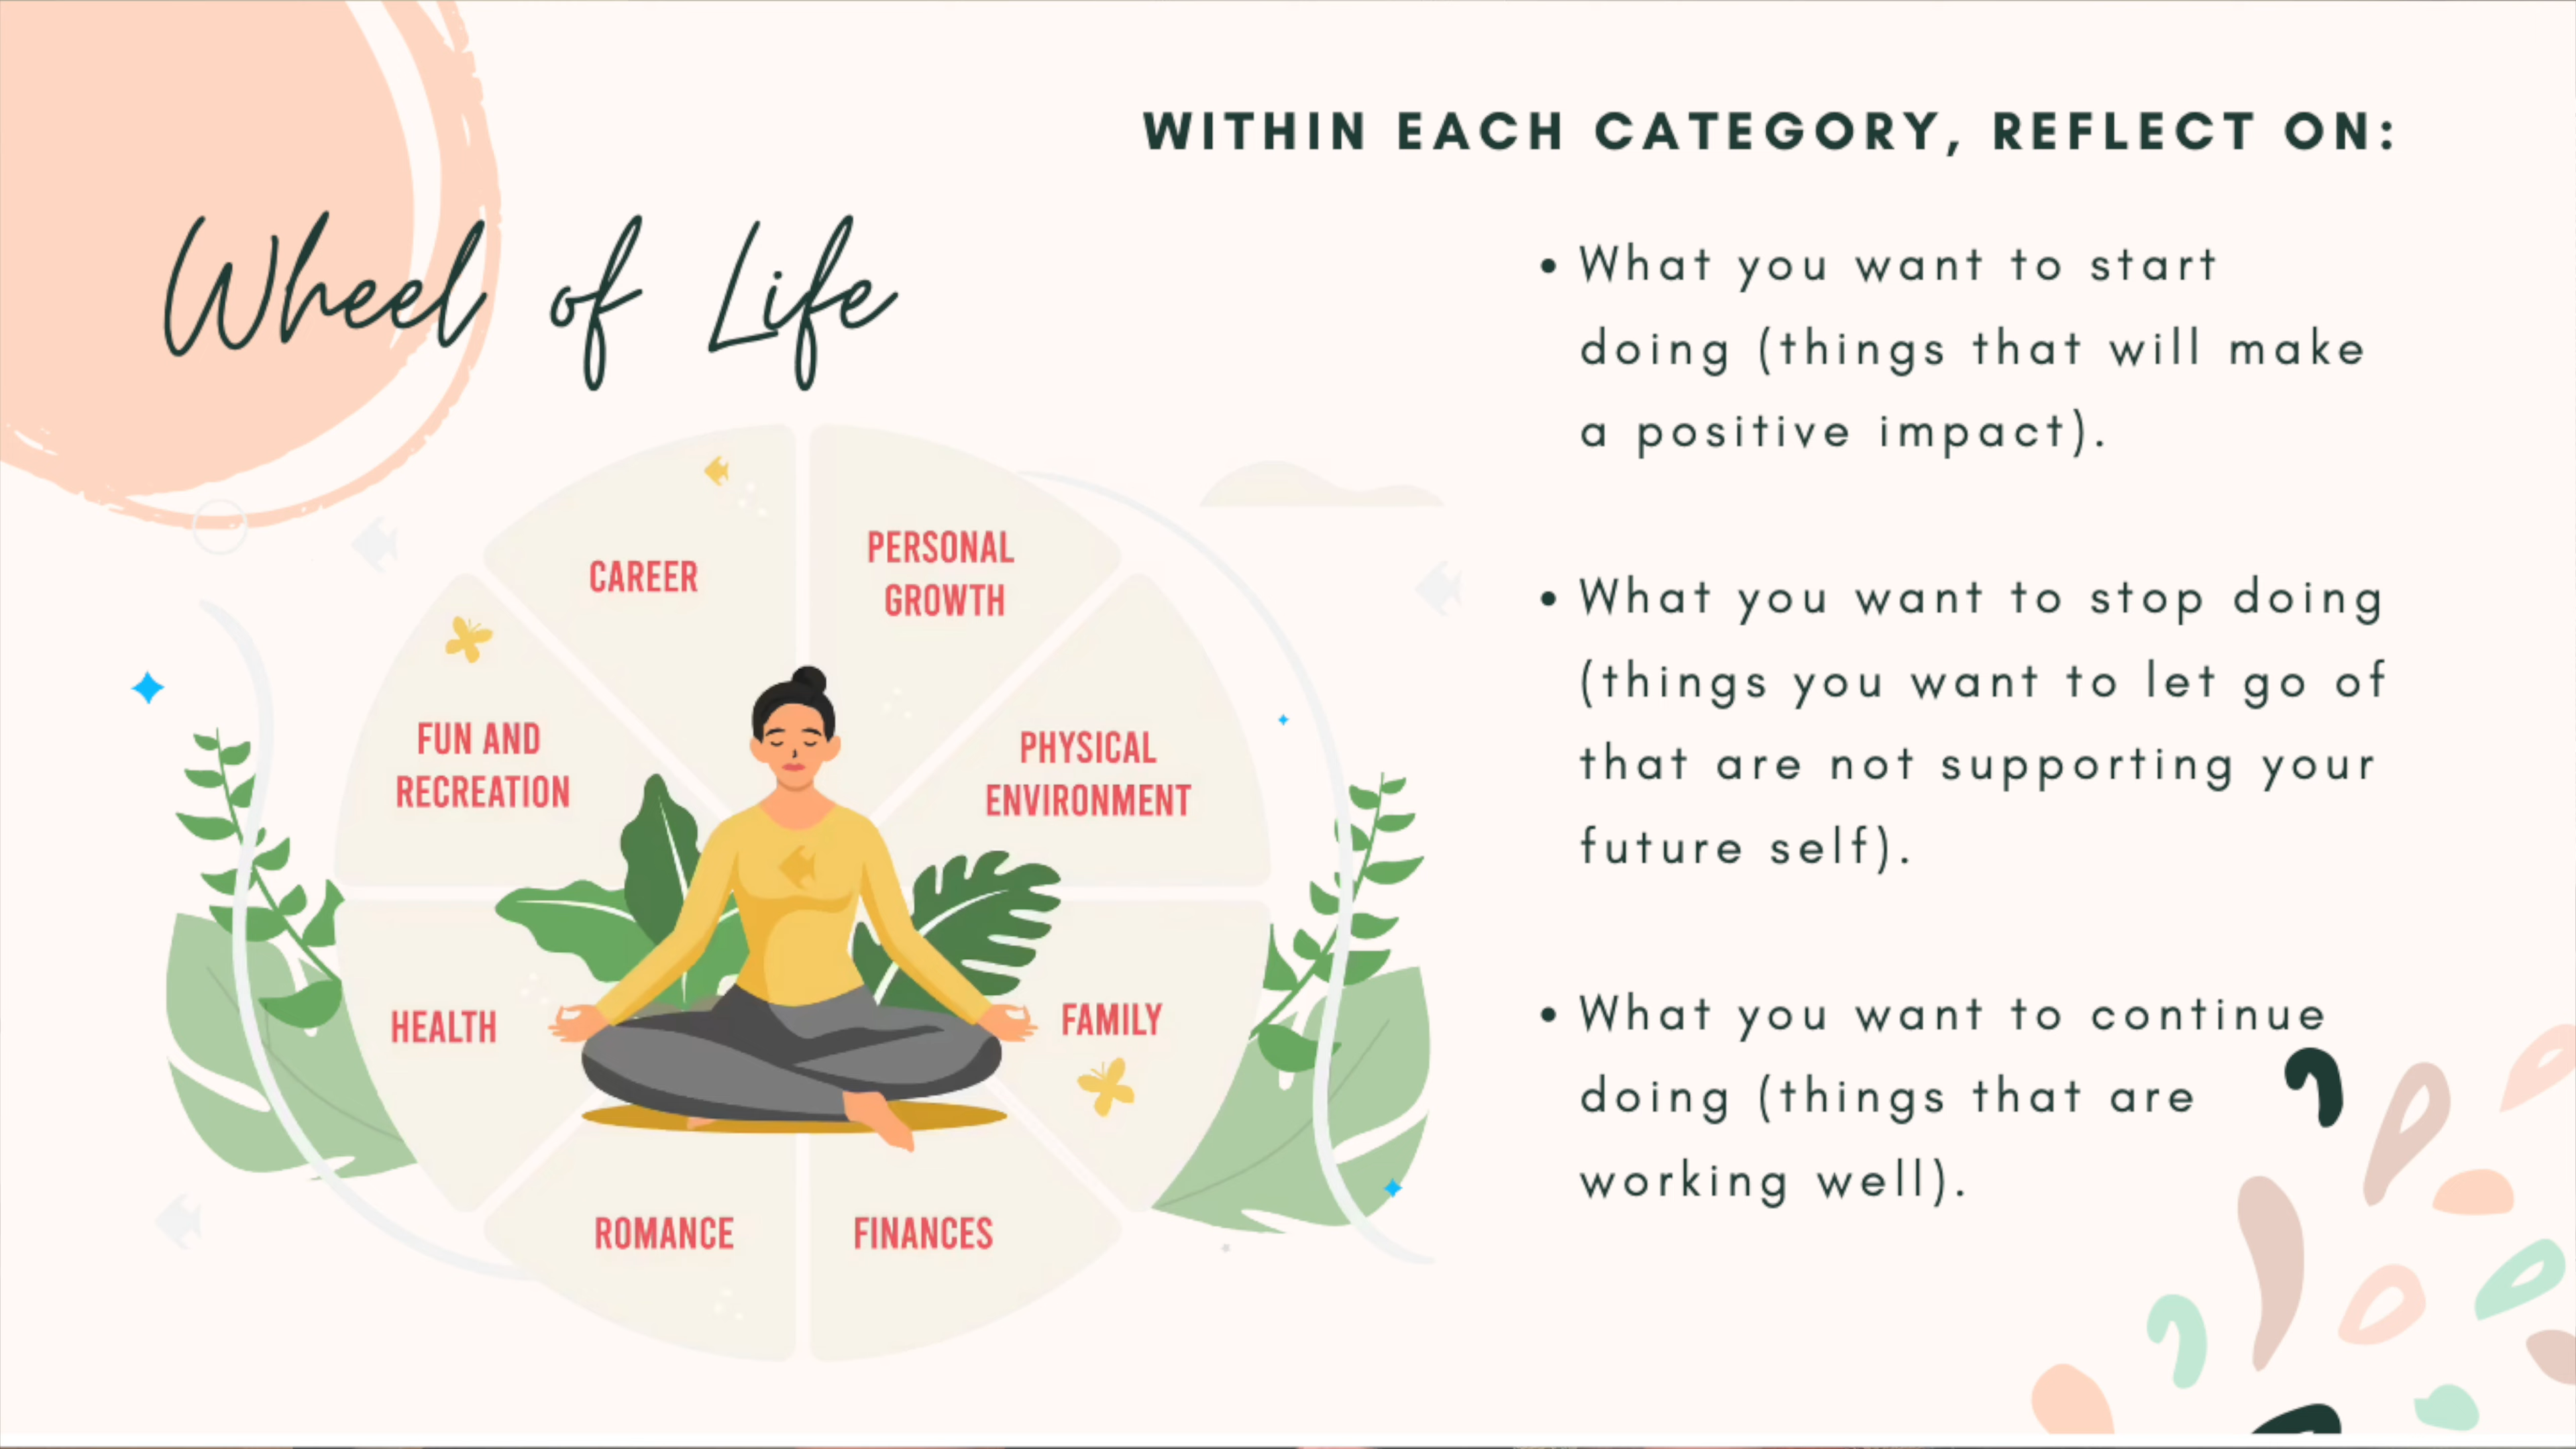 WITHIN EACH CATEGORY, REFLECT ON:
Wheel of Life
CAREER
PERSONAL
GROWTH
FUN AND
RECREATION
PHYSICAL
ENVIRONMENT
HEALTH
FAMILY
ROMANCE
FINANCES
• What you want to start
doing (things that will make
a positive impact).
• What you want to stop doing
(things you want to let go of
that are not supporting your
future self).
• What you want to continue
doing (things that are
working well).